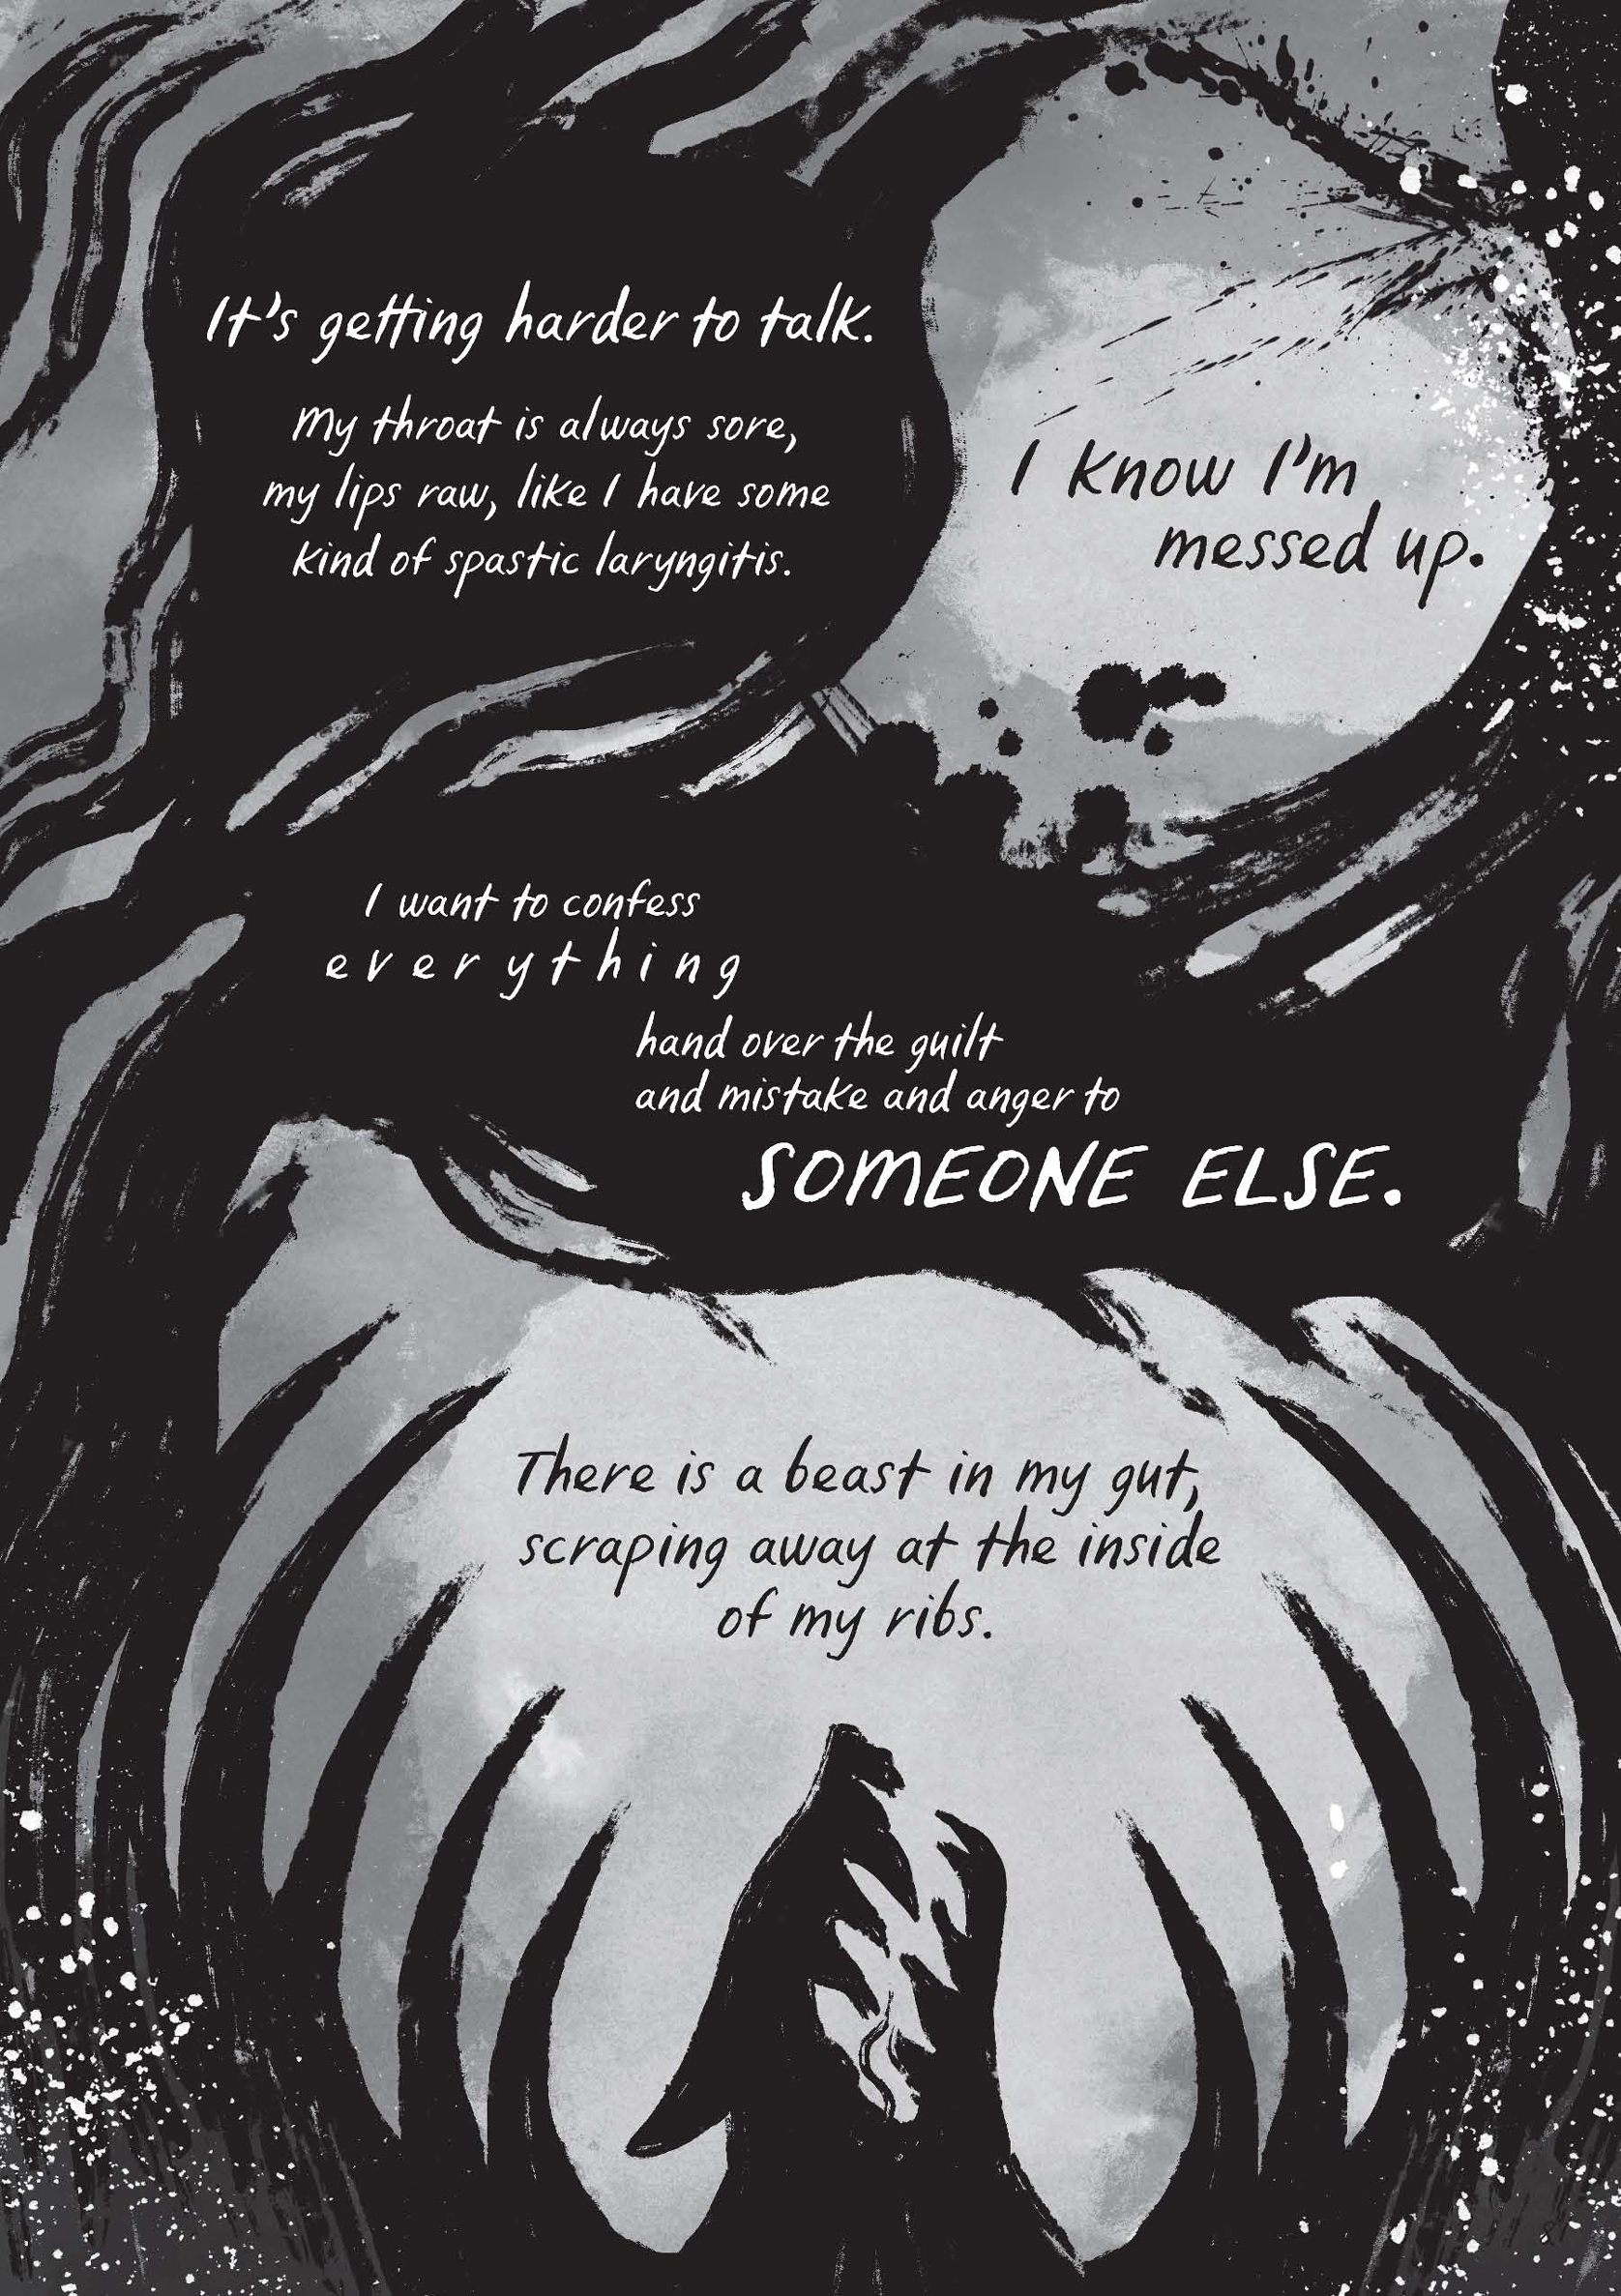 It's getting harder to talk.
My throat is always sore,
my lips raw, like I have some
kind of spastic laryngitis.
I know I'm
messed up.
I want to confess
everything
hand over the guilt
and mistake and anger to
SOMEONE ELSE.
There is a beast in my gut,
scraping away at the inside
of my ribs.